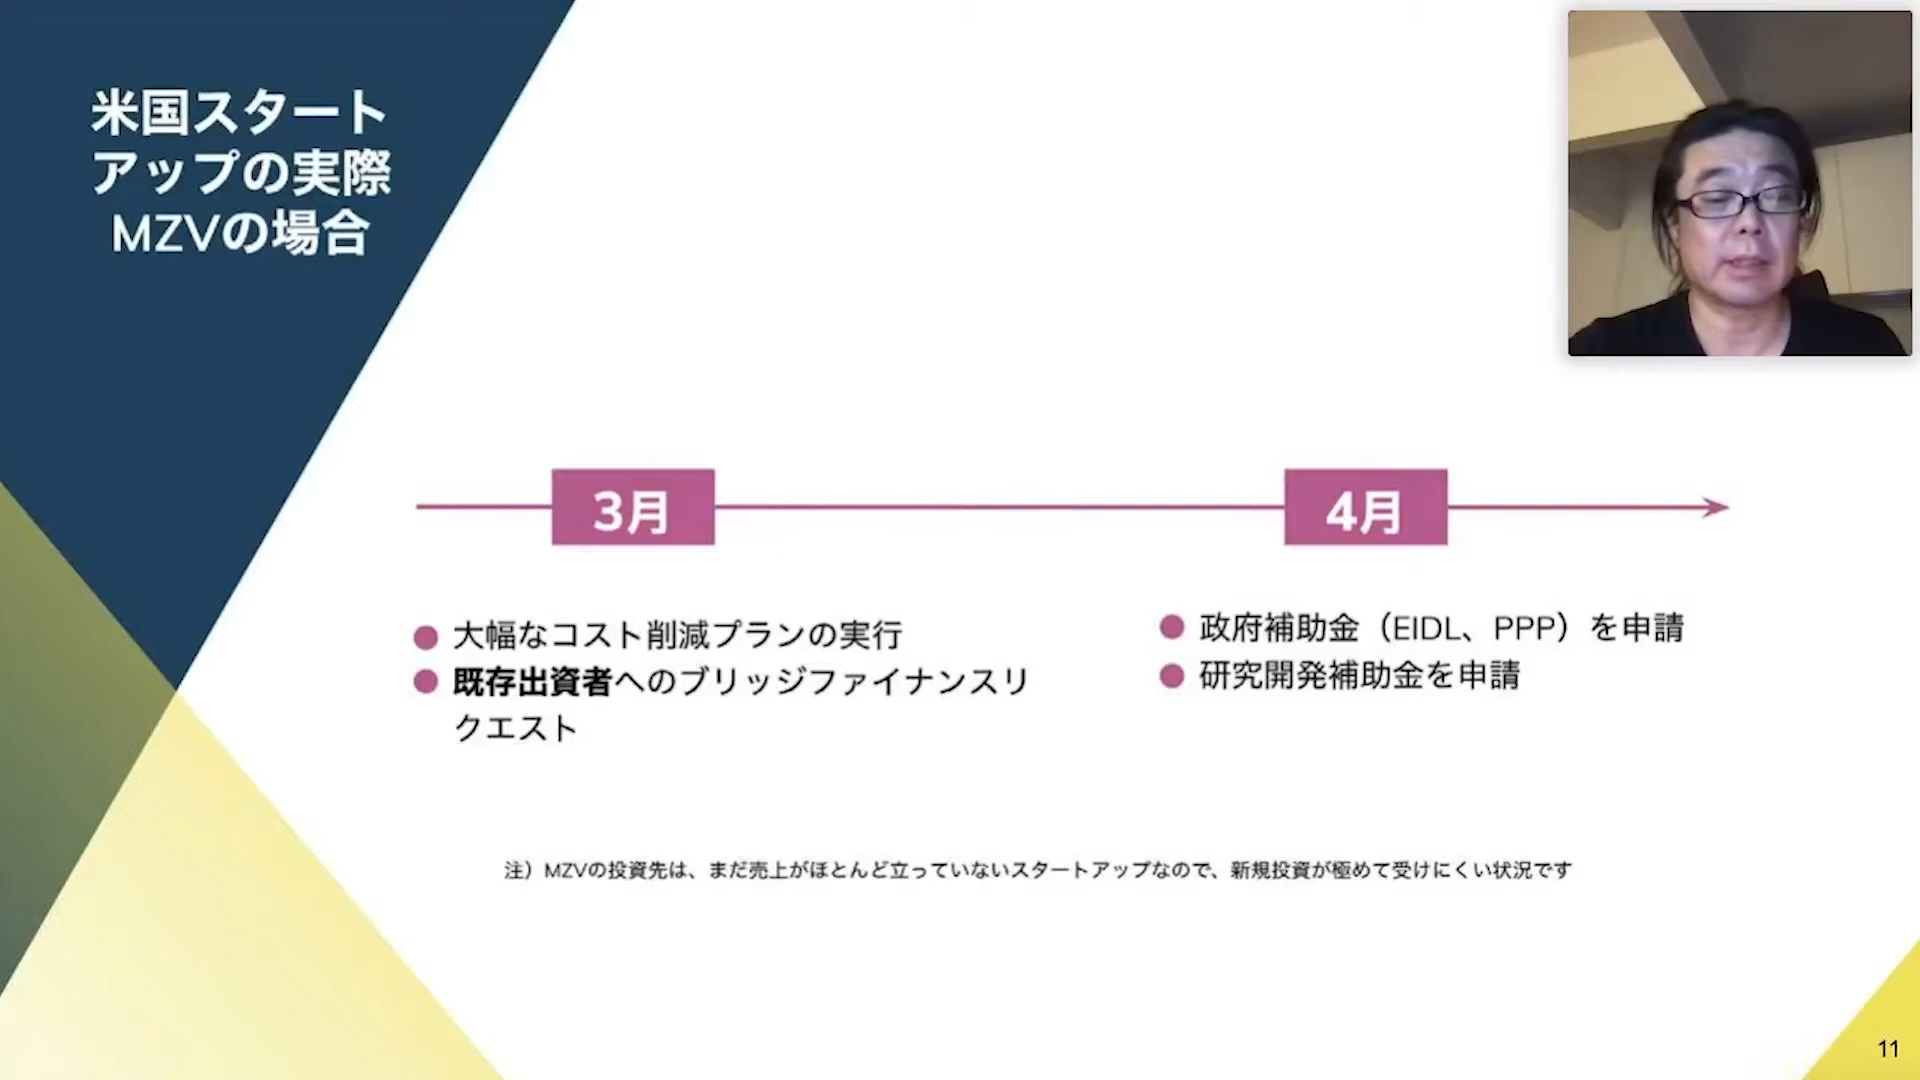 米国スタート
アップの実際
MZVの場合
3月
4月
大幅なコスト削減プランの実行
既存出資者へのブリッジファイナンスリ
クエスト
政府補助金（EIDL、PPP）を申請
研究開発補助金を申請
注）MZVの投資先は、まだ売上がほとんど立っていないスタートアップなので、新規投資が極めて受けにくい状況です
11